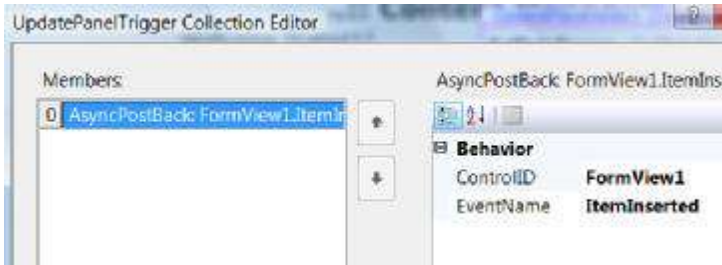 UpdatePanelTrigger Collection Editor
Members:
AsyncPostBack: FormView1.ItemIns
0 AsyncPostBack: FormView1.ItemIr
Behavior
ControlID FormView1
EventName ItemInserted